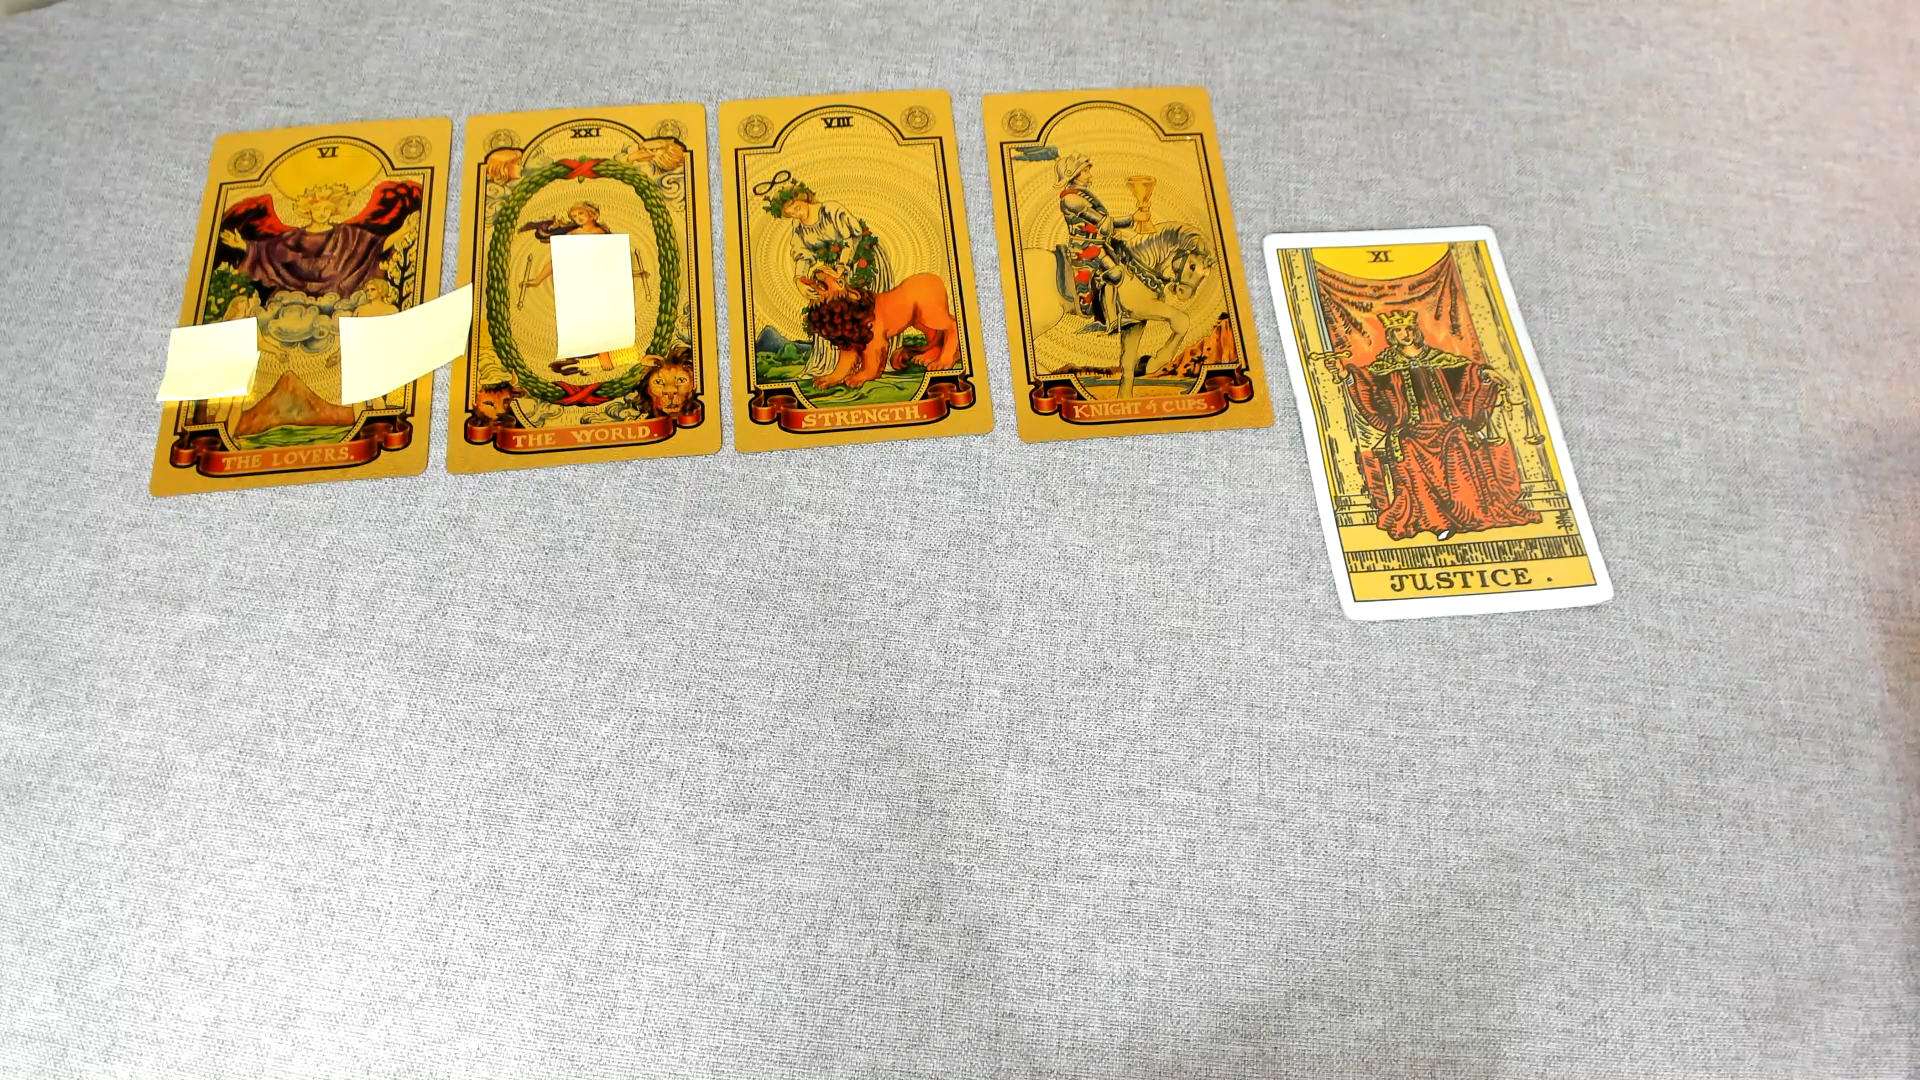 VI
THE LOVERS.
XXI
THE WORLD.
VIII
STRENGTH.
KNIGHT of CUPS.
XI
JUSTICE .